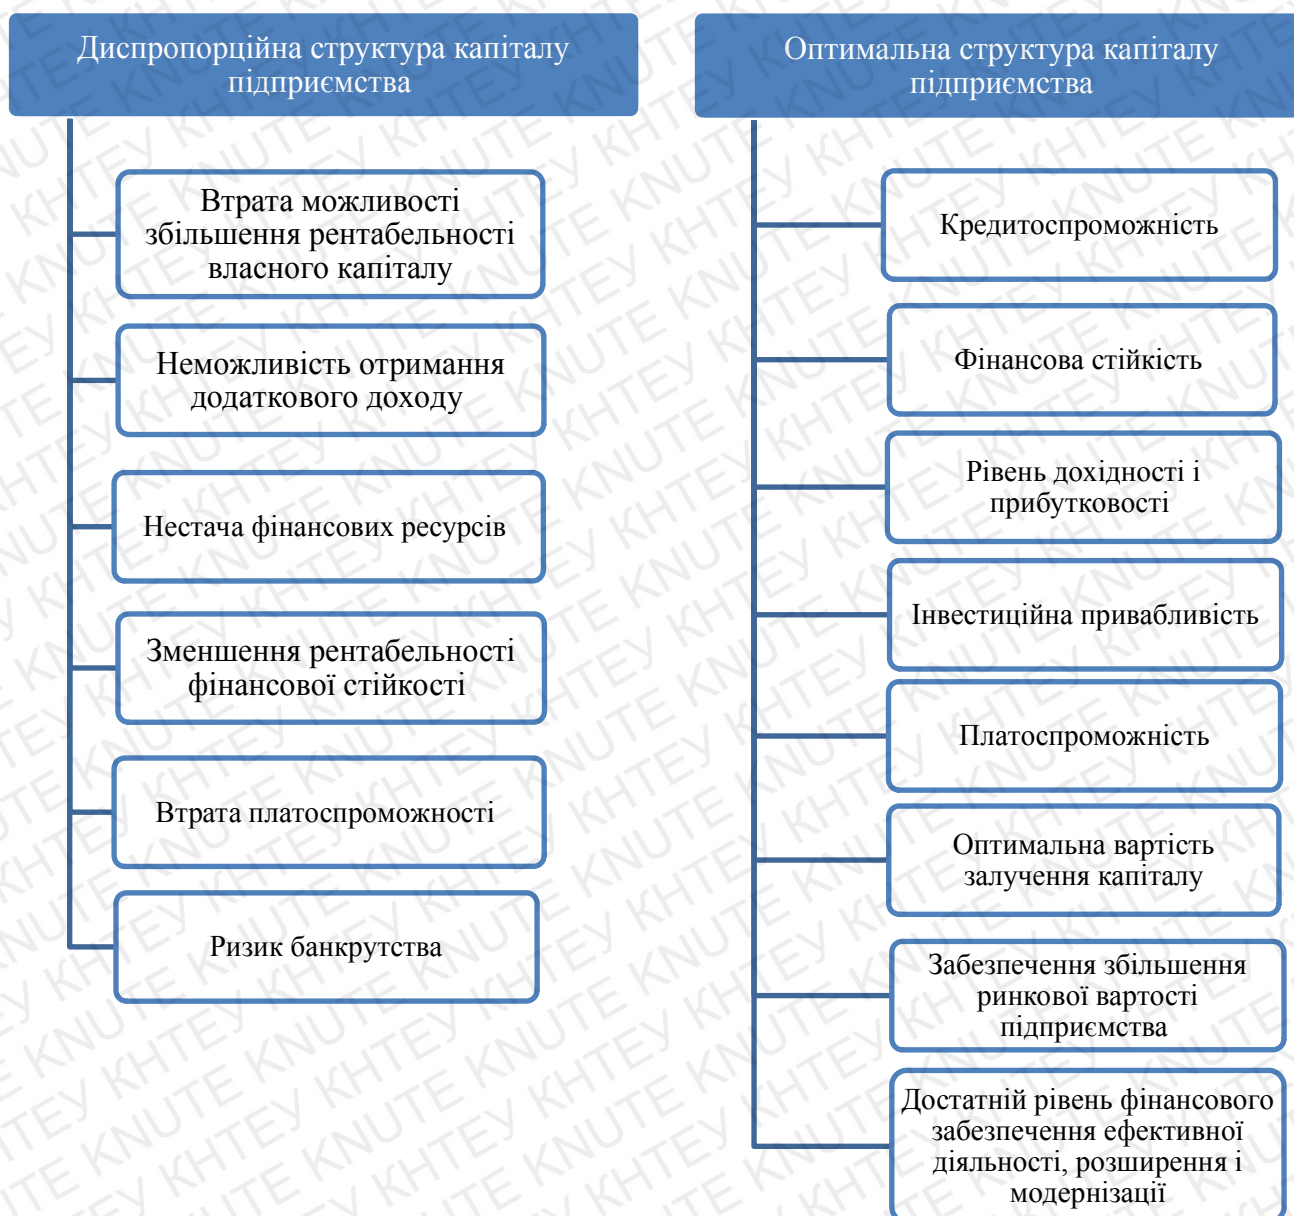 Диспропорційна структура капіталу
підприємства
Втрата можливості
збільшення рентабельності
власного капіталу
Неможливість отримання
додаткового доходу
Нестача фінансових ресурсів
Зменшення рентабельності
фінансової стійкості
Втрата платоспроможності
Ризик банкрутства
Оптимальна структура капіталу
підприємства
Кредитоспроможність
Фінансова стійкість
Рівень дохідності і
прибутковості
Інвестиційна привабливість
Платоспроможність
Оптимальна вартість
залучення капіталу
Забезпечення збільшення
ринкової вартості
підприємства
Достатній рівень фінансового
забезпечення ефективної
діяльності, розширення і
модернізації